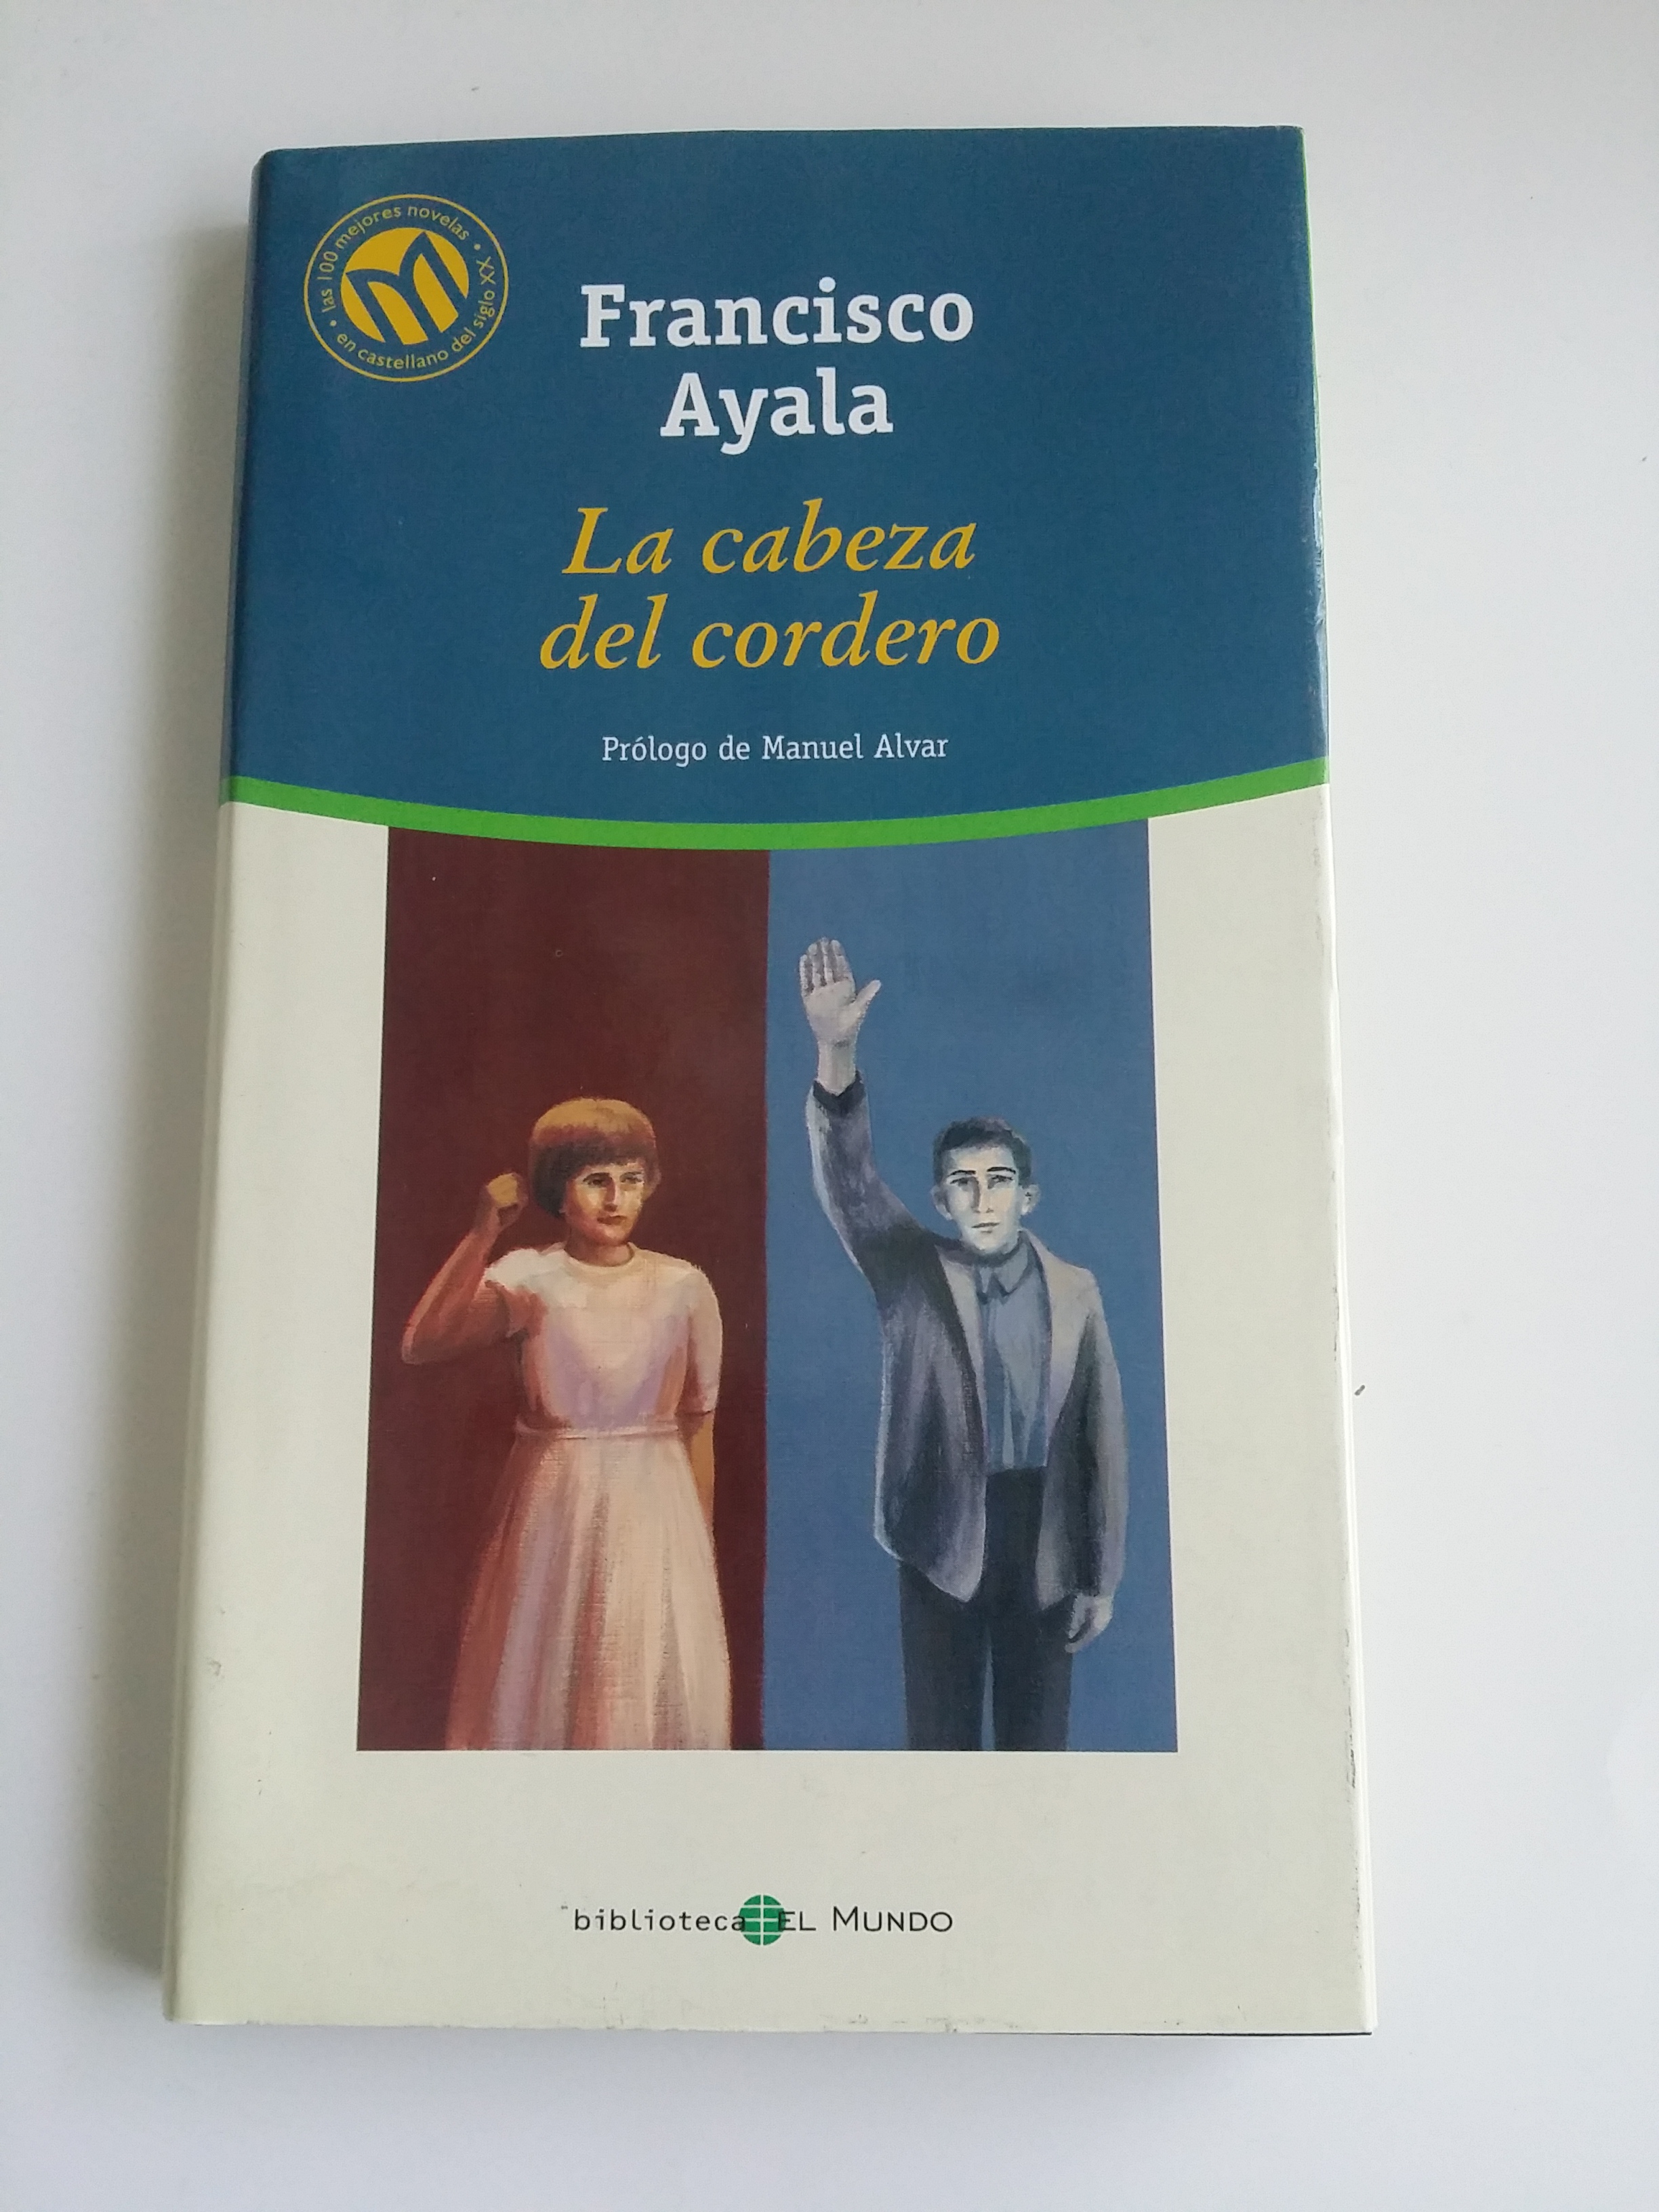 las 100 mejores novelas
en castellano del siglo XX
Francisco
Ayala
La cabeza
del cordero
Prólogo de Manuel Alvar
biblioteca EL MUNDO